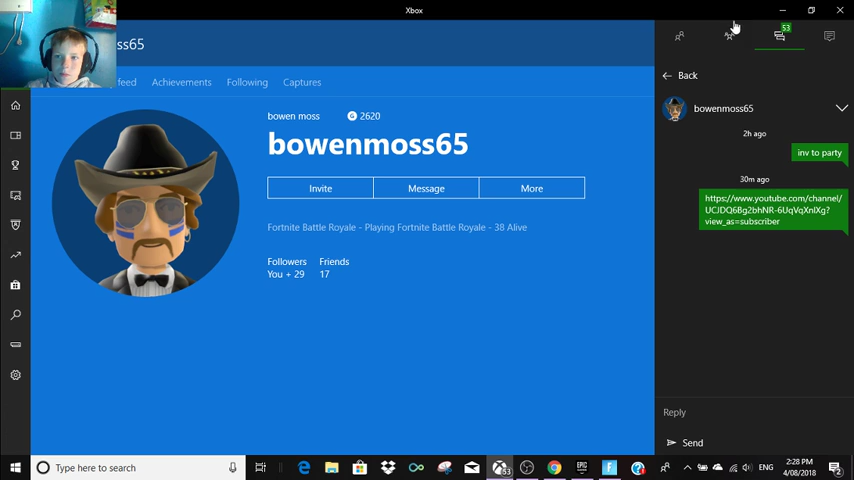 Xbox
ss65
53
feed Achievements Following Captures
Back
bowenmoss65
2h ago
inv to party
30m ago
https://www.youtube.com/channel/
UCJDQ6Bg2bhNR-6UqVqXnlXg?
view_as=subscriber
bowen moss G 2620
bowenmoss65
Invite Message More
Fortnite Battle Royale - Playing Fortnite Battle Royale - 38 Alive
Followers Friends
You + 29 17
Reply
Send
Type here to search
53
EPIC
GAMES
ENG
2:28 PM
4/08/2018
2